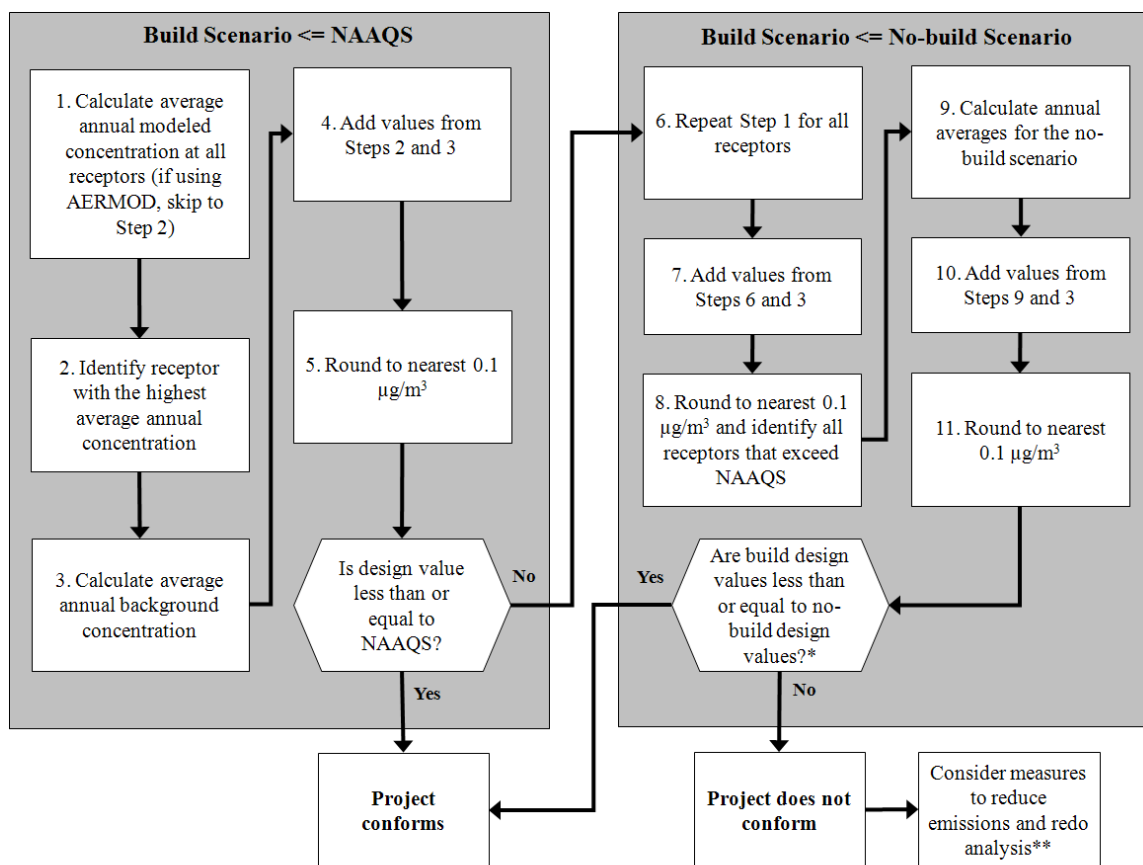 Build Scenario <= NAAQS
1. Calculate average
annual modeled
concentration at all
receptors (if using
AERMOD, skip to
Step 2)
2. Identify receptor
with the highest
average annual
concentration
3. Calculate average
annual background
concentration
4. Add values from
Steps 2 and 3
5. Round to nearest 0.1
µg/m³
Is design value
less than or
equal to
NAAQS?
No
Yes
Build Scenario <= No-build Scenario
6. Repeat Step 1 for all
receptors
7. Add values from
Steps 6 and 3
8. Round to nearest 0.1
µg/m³ and identify all
receptors that exceed
NAAQS
9. Calculate annual
averages for the no-
build scenario
10. Add values from
Steps 9 and 3
11. Round to nearest
0.1 µg/m³
Are build design
values less than
or equal to no-
build design
values?*
Yes
No
Project
conforms
Project does not
conform
Consider measures
to reduce
emissions and redo
analysis**